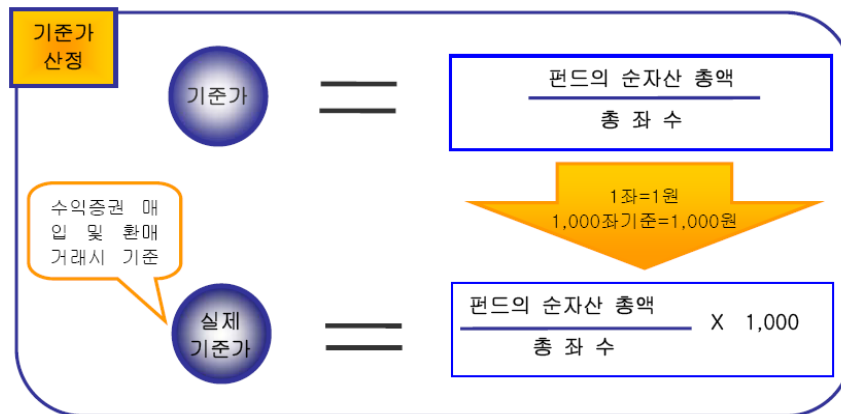 기준가
산정
기준가
펀드의 순자산 총액
총 좌 수
1좌=1원
1,000좌기준=1,000원
수익증권 매
입 및 환매
거래시 기준
실제
기준가
펀드의 순자산 총액
총 좌 수
X 1,000